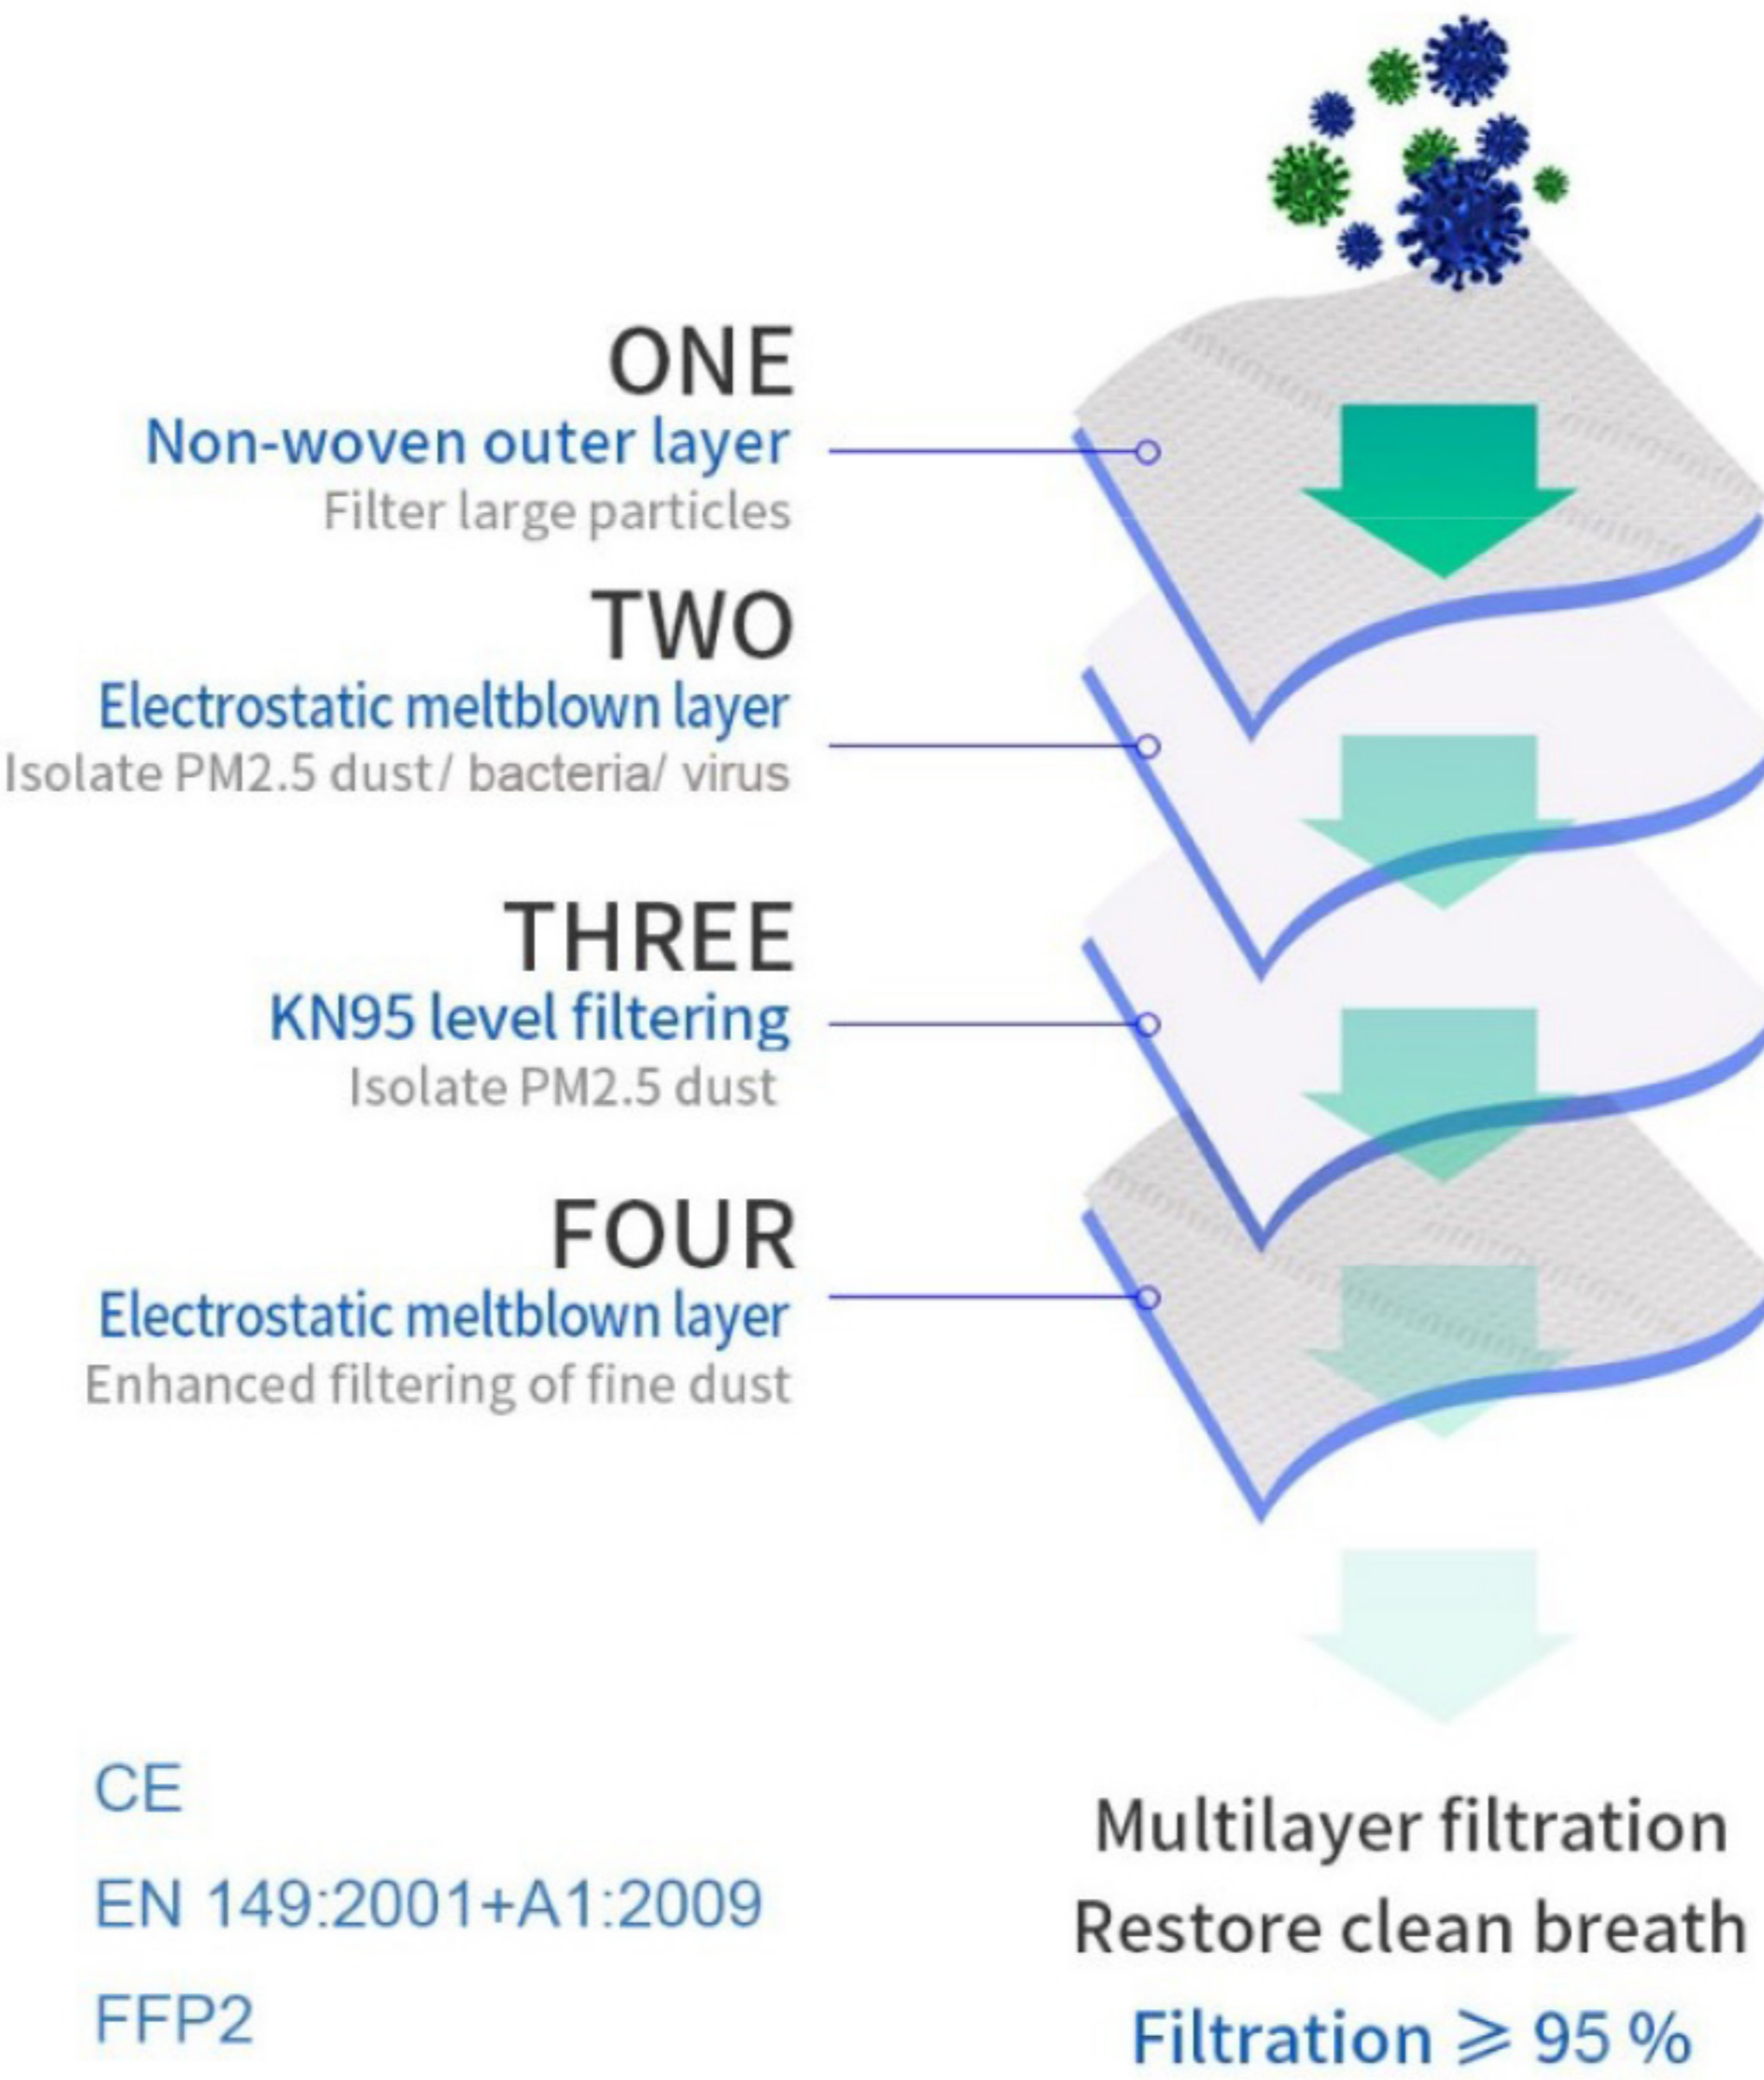 ONE
Non-woven outer layer
Filter large particles
TWO
Electrostatic meltblown layer
Isolate PM2.5 dust/ bacteria/ virus
THREE
KN95 level filtering
Isolate PM2.5 dust
FOUR
Electrostatic meltblown layer
Enhanced filtering of fine dust
CE
EN 149:2001+A1:2009
FFP2
Multilayer filtration
Restore clean breath
Filtration ⩾ 95 %